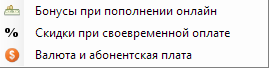 Бонусы при пополнении онлайн
% Скидки при своевременной оплате
$ Валюта и абонентская плата